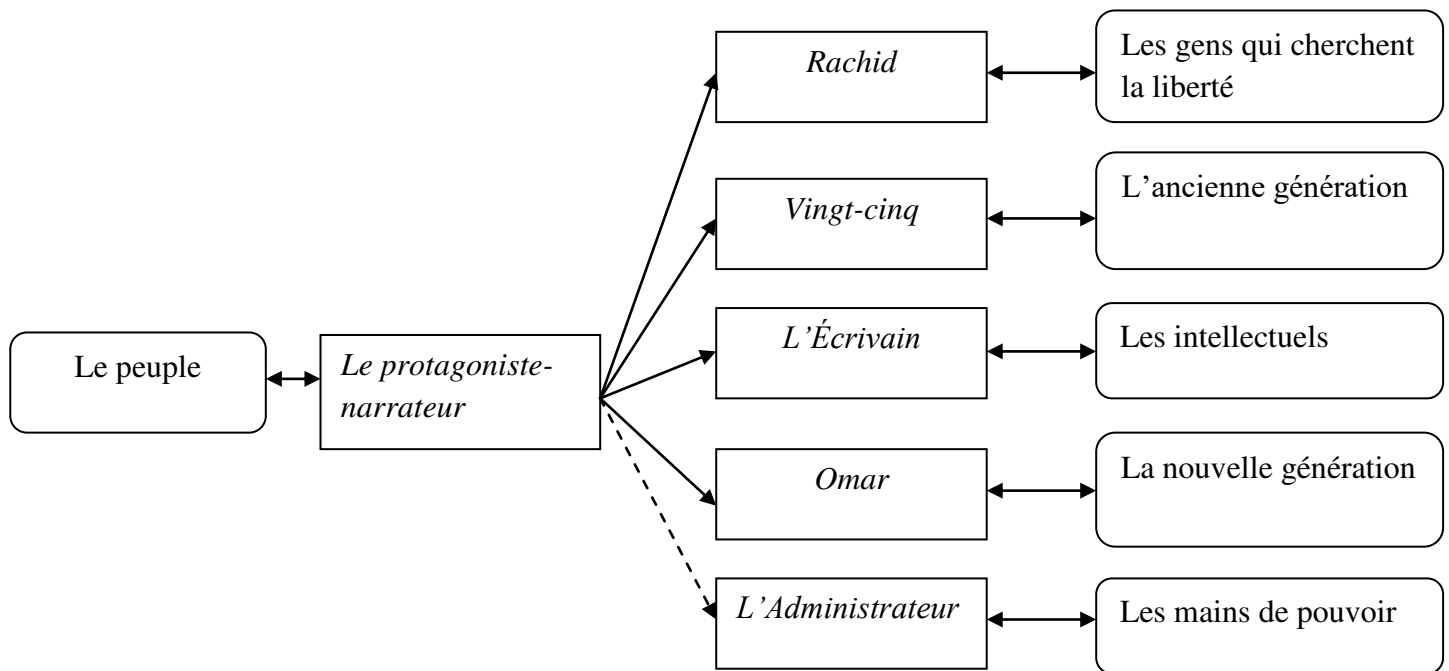 Rachid
Les gens qui cherchent
la liberté
Vingt-cinq
L’ancienne génération
Le peuple
Le protagoniste-
narrateur
L’Écrivain
Les intellectuels
Omar
La nouvelle génération
L’Administrateur
Les mains de pouvoir